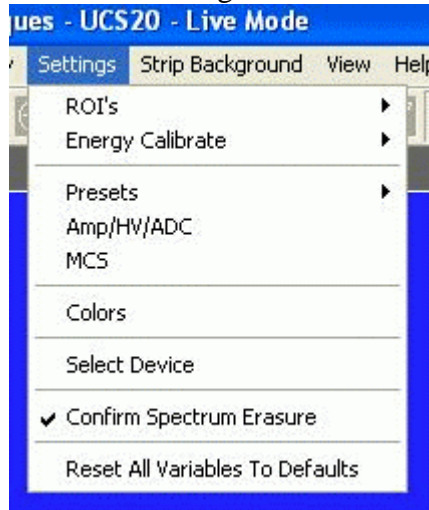 ques - UCS20 - Live Mode
Settings Strip Background View Help
ROI's
Energy Calibrate
Presets
Amp/HV/ADC
MCS
Colors
Select Device
Confirm Spectrum Erasure
Reset All Variables To Defaults